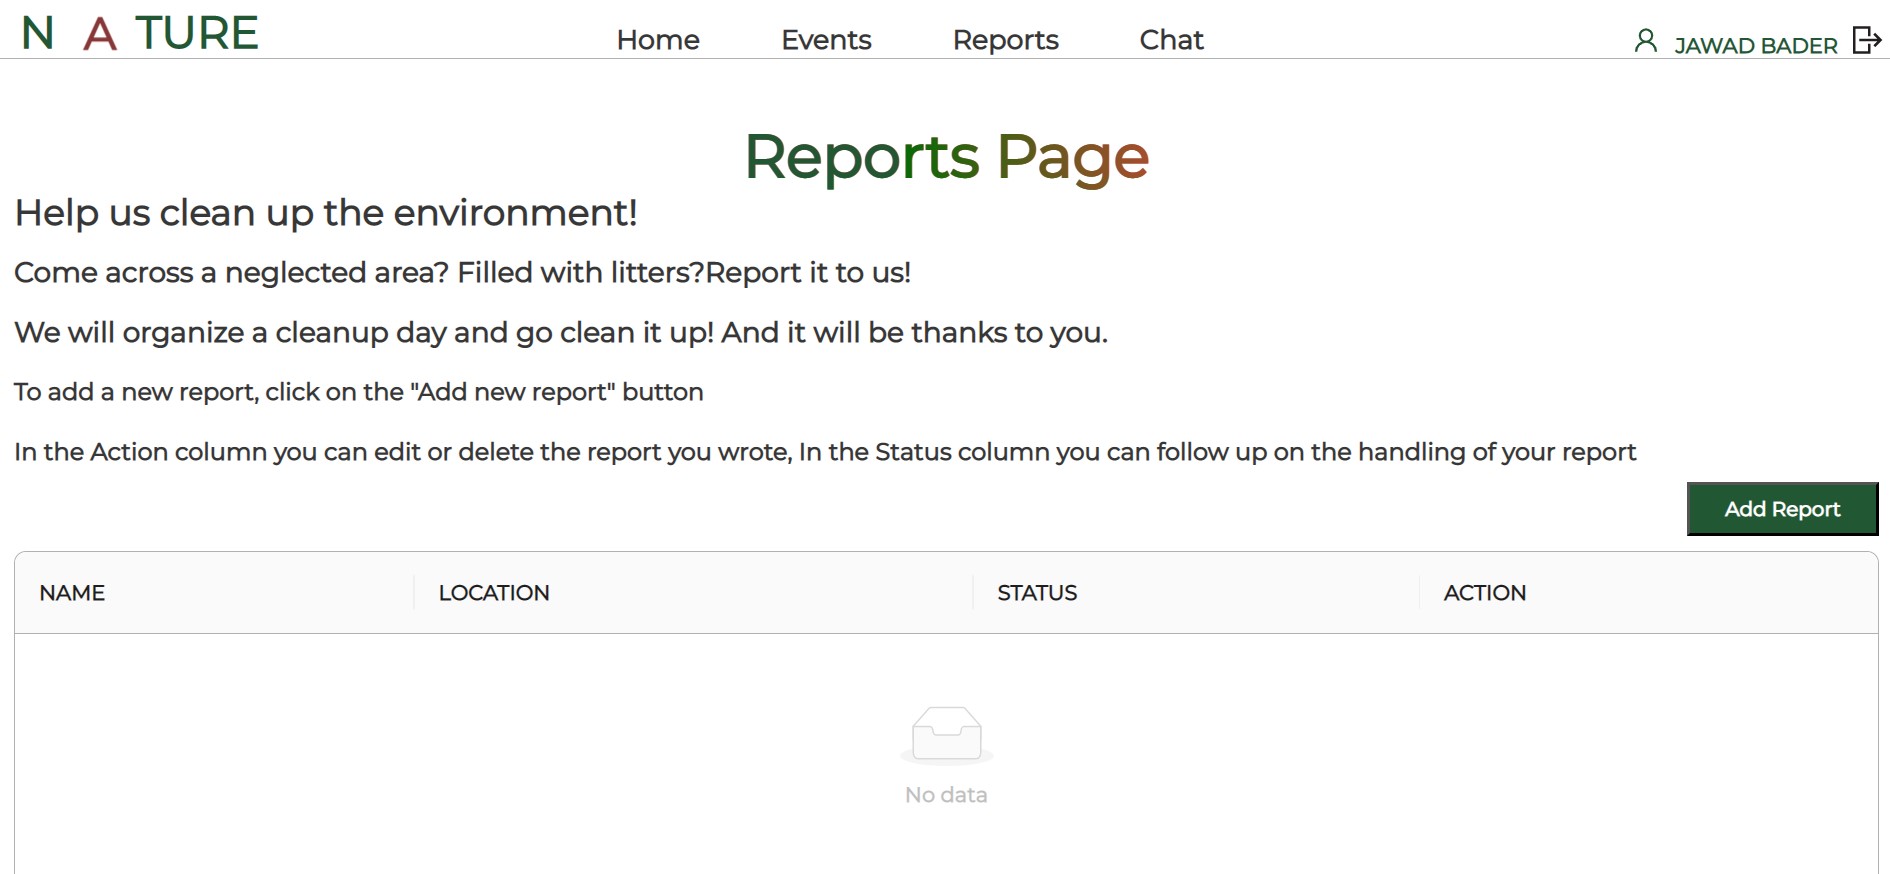 N A TURE
Home Events Reports Chat
JAWAD BADER
Reports Page
Help us clean up the environment!
Come across a neglected area? Filled with litters?Report it to us!
We will organize a cleanup day and go clean it up! And it will be thanks to you.
To add a new report, click on the "Add new report" button
In the Action column you can edit or delete the report you wrote, In the Status column you can follow up on the handling of your report
Add Report
NAME LOCATION STATUS ACTION
No data